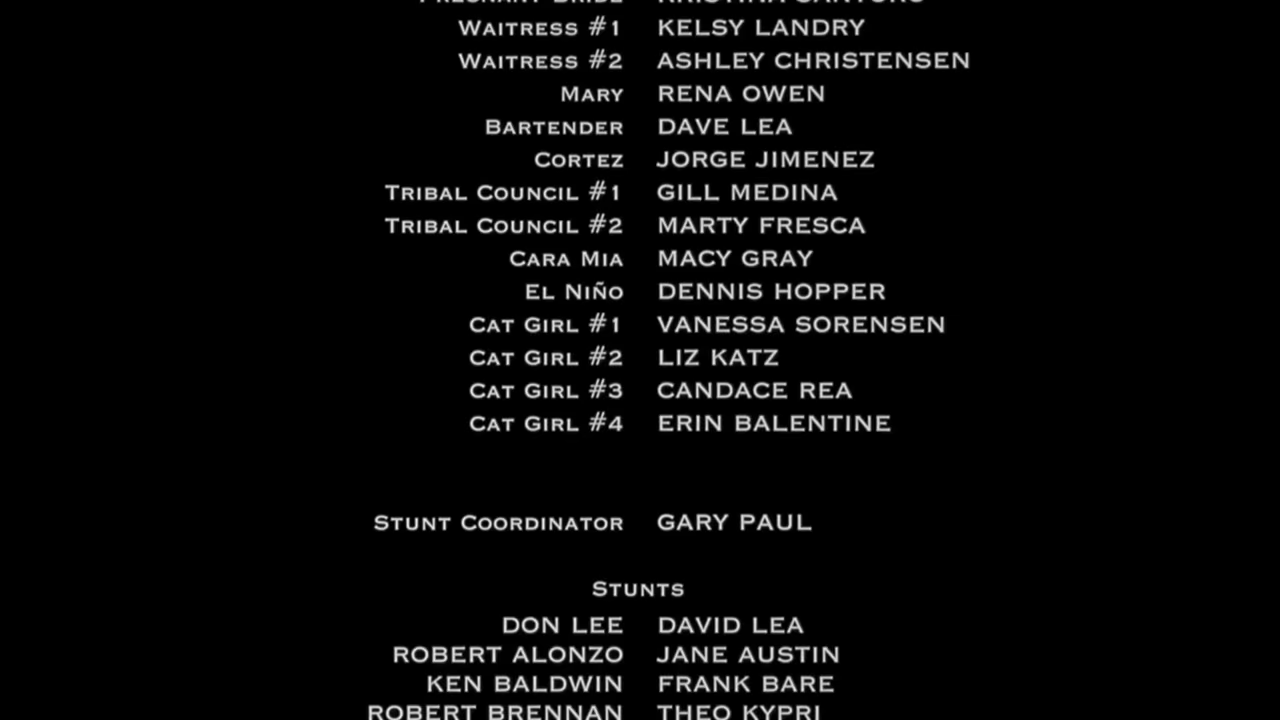 PREGNANT BRIDE KRISTINA SANTORO
WAITRESS #1 KELSY LANDRY
WAITRESS #2 ASHLEY CHRISTENSEN
MARY RENA OWEN
BARTENDER DAVE LEA
CORTEZ JORGE JIMENEZ
TRIBAL COUNCIL #1 GILL MEDINA
TRIBAL COUNCIL #2 MARTY FRESCA
CARA MIA MACY GRAY
EL NIÑO DENNIS HOPPER
CAT GIRL #1 VANESSA SORENSEN
CAT GIRL #2 LIZ KATZ
CAT GIRL #3 CANDACE REA
CAT GIRL #4 ERIN BALENTINE
STUNT COORDINATOR GARY PAUL
STUNTS
DON LEE DAVID LEA
ROBERT ALONZO JANE AUSTIN
KEN BALDWIN FRANK BARE
ROBERT BRENNAN THEO KYPRI